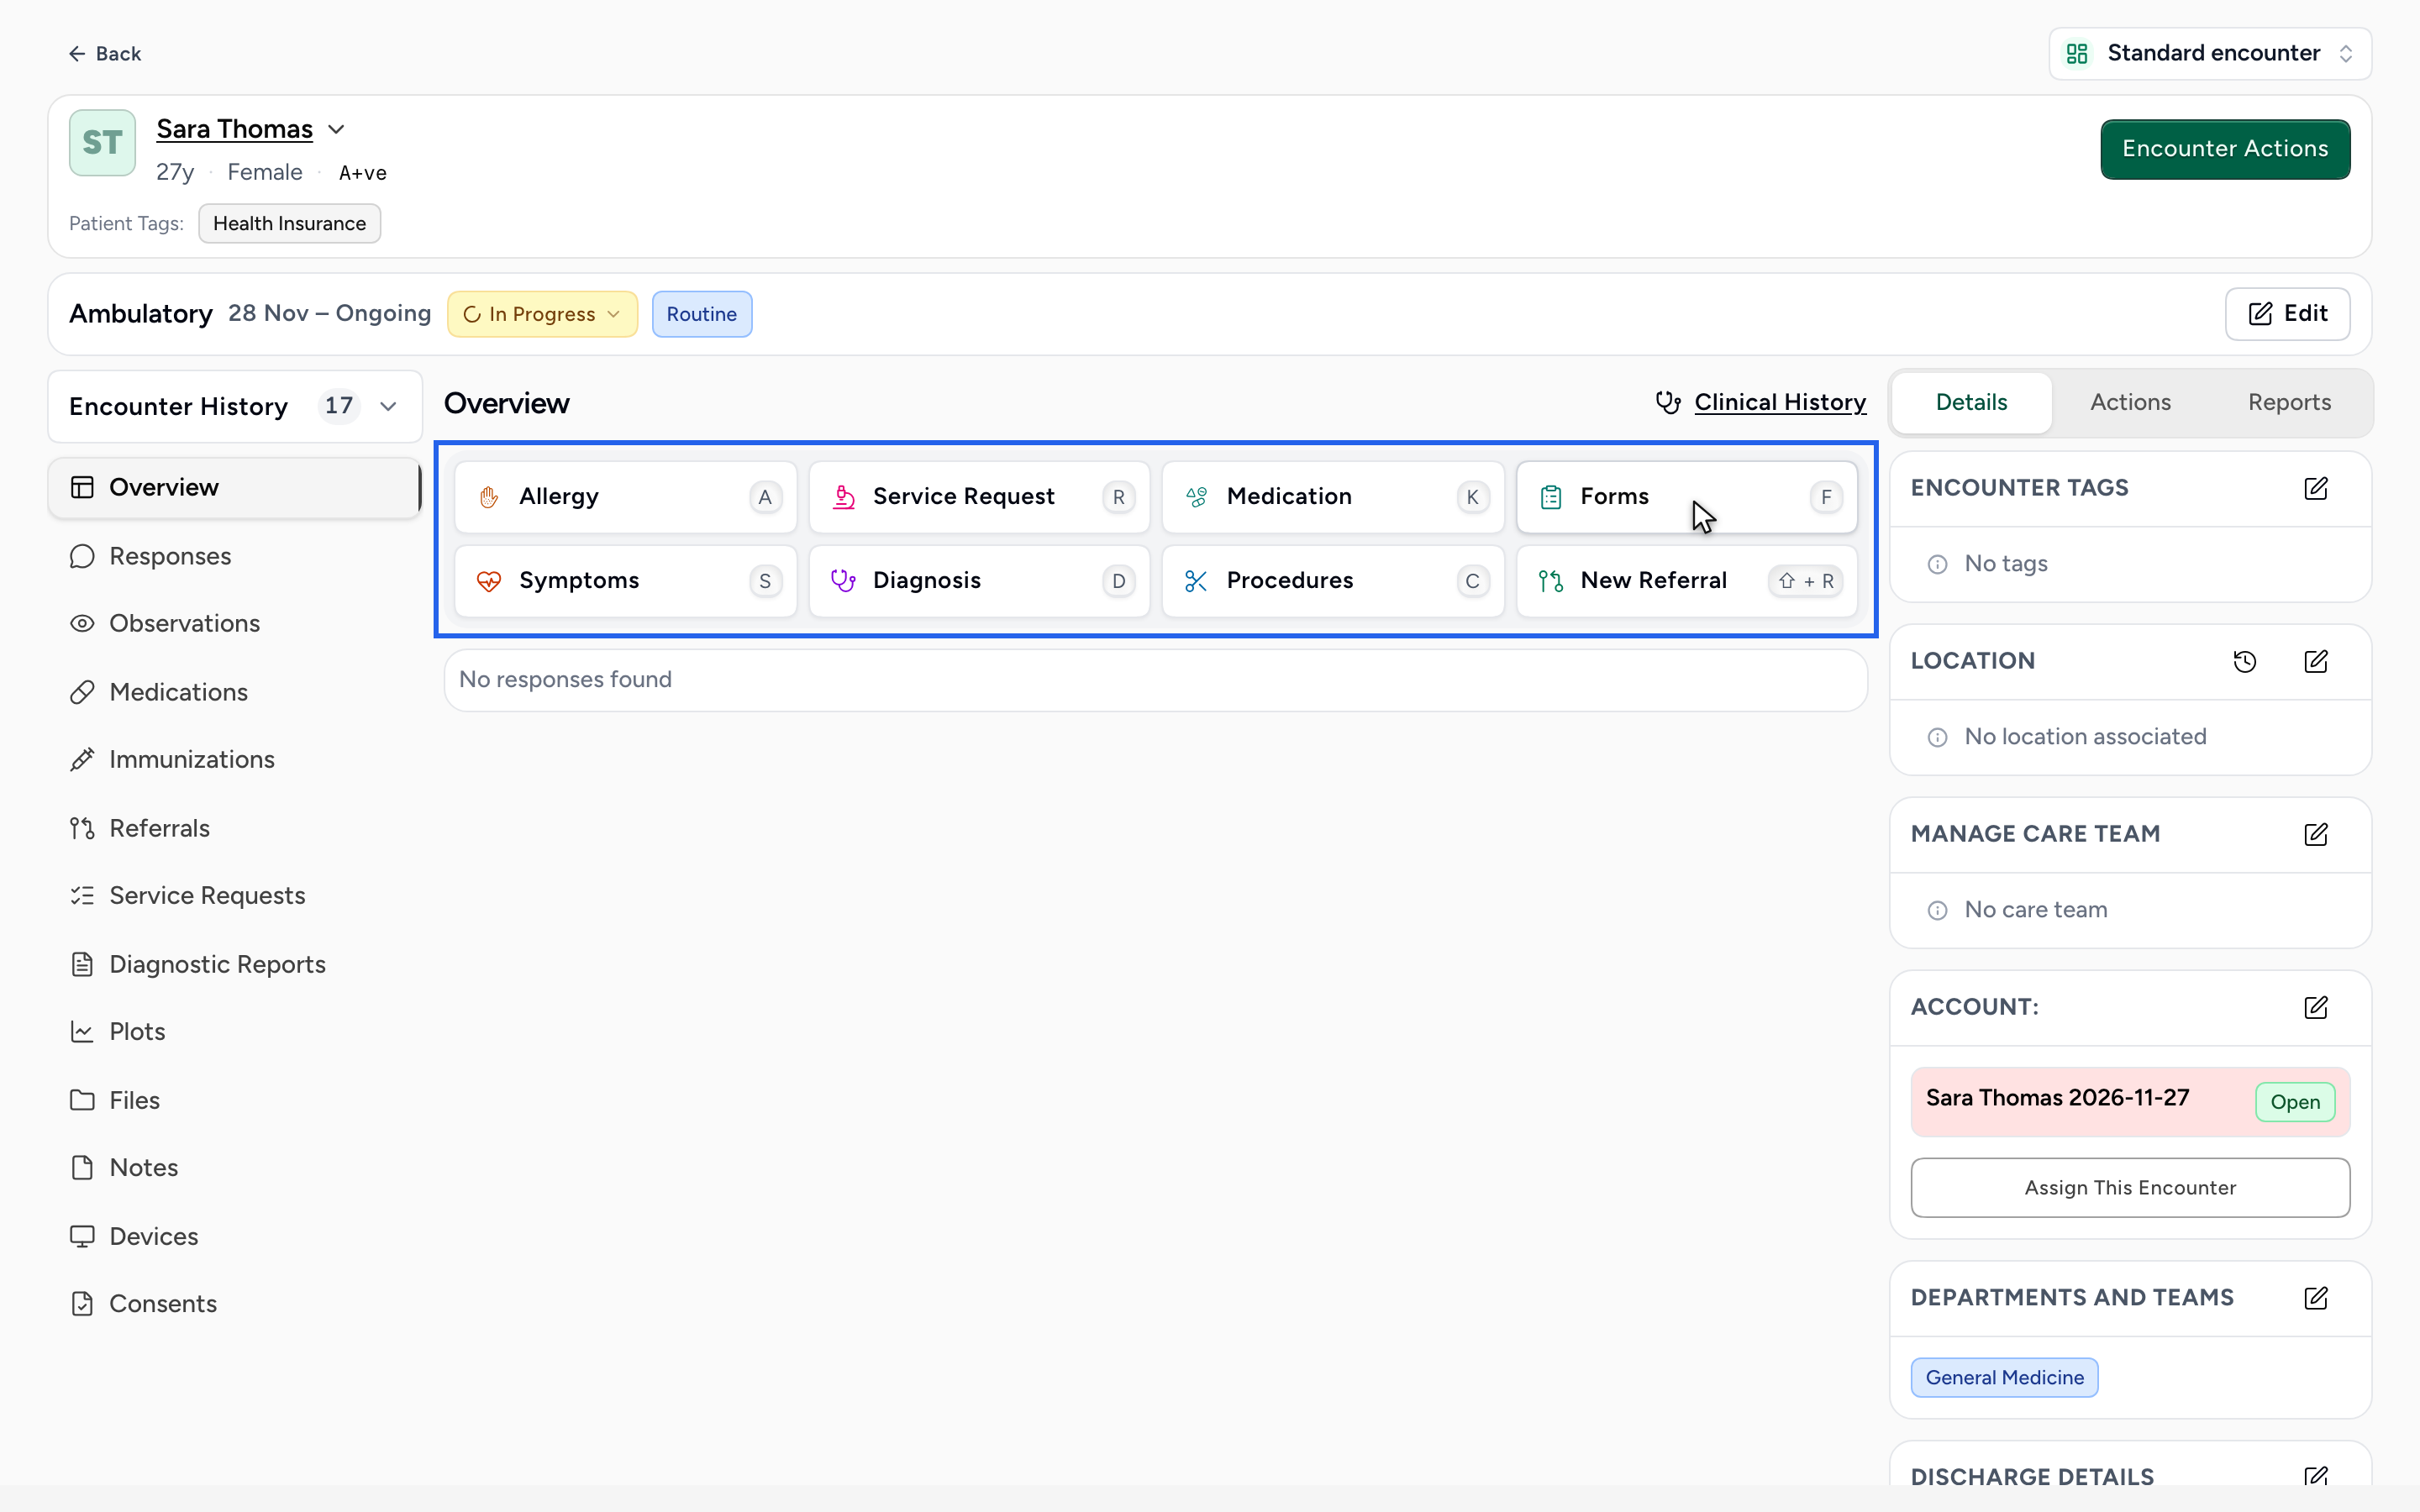 Back
Standard encounter
ST
Sara Thomas
27y · Female · A+ve
Encounter Actions
Patient Tags: Health Insurance
Ambulatory 28 Nov – Ongoing In Progress Routine
Edit
Encounter History 17
Overview
Responses
Observations
Medications
Immunizations
Referrals
Service Requests
Diagnostic Reports
Plots
Files
Notes
Devices
Consents
Overview
Clinical History
Allergy A
Service Request R
Medication K
Forms F
Symptoms S
Diagnosis D
Procedures C
New Referral ⇧ + R
No responses found
Details Actions Reports
ENCOUNTER TAGS
No tags
LOCATION
No location associated
MANAGE CARE TEAM
No care team
ACCOUNT:
Sara Thomas 2026-11-27 Open
Assign This Encounter
DEPARTMENTS AND TEAMS
General Medicine
DISCHARGE DETAILS